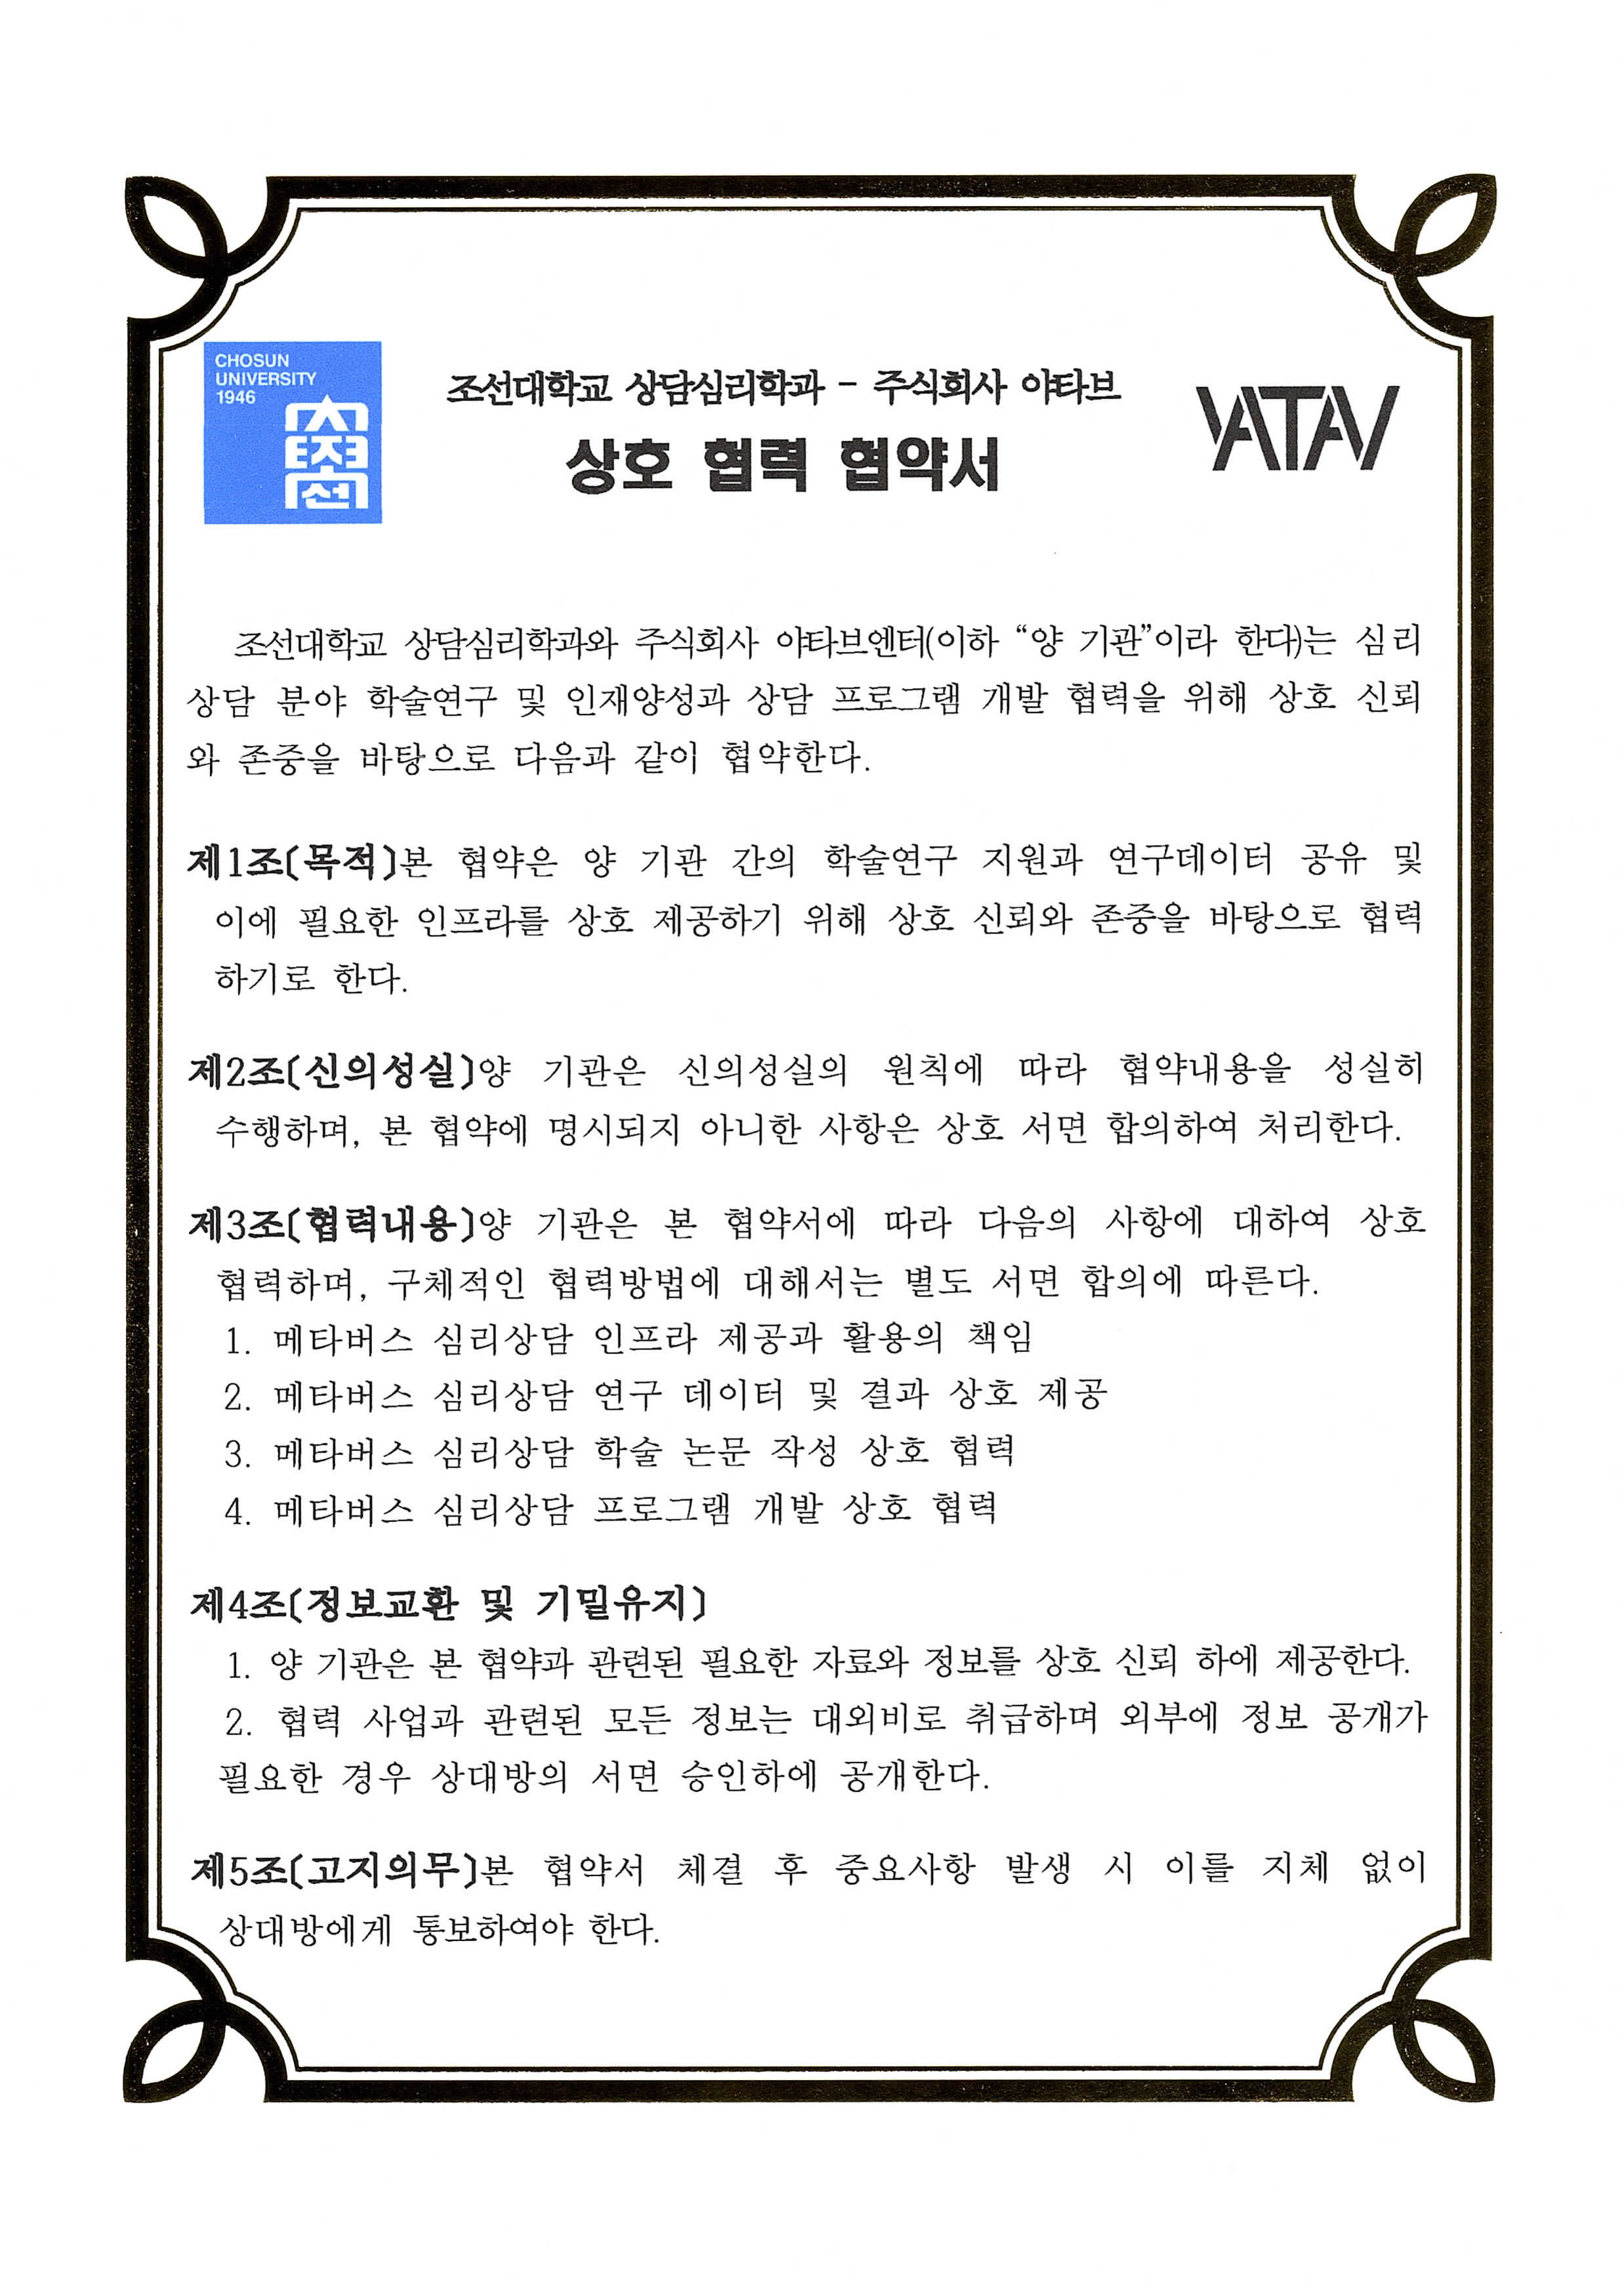 CHOSUN
UNIVERSITY
1946
조선
조선대학교 상담심리학과 - 주식회사 야타브
상호 협력 협약서
YATAV
조선대학교 상담심리학과와 주식회사 야타브엔터(이하 “양 기관”이라 한다)는 심리
상담 분야 학술연구 및 인재양성과 상담 프로그램 개발 협력을 위해 상호 신뢰
와 존중을 바탕으로 다음과 같이 협약한다.
제1조(목적)본 협약은 양 기관 간의 학술연구 지원과 연구데이터 공유 및
이에 필요한 인프라를 상호 제공하기 위해 상호 신뢰와 존중을 바탕으로 협력
하기로 한다.
제2조(신의성실)양 기관은 신의성실의 원칙에 따라 협약내용을 성실히
수행하며, 본 협약에 명시되지 아니한 사항은 상호 서면 합의하여 처리한다.
제3조(협력내용)양 기관은 본 협약서에 따라 다음의 사항에 대하여 상호
협력하며, 구체적인 협력방법에 대해서는 별도 서면 합의에 따른다.
1. 메타버스 심리상담 인프라 제공과 활용의 책임
2. 메타버스 심리상담 연구 데이터 및 결과 상호 제공
3. 메타버스 심리상담 학술 논문 작성 상호 협력
4. 메타버스 심리상담 프로그램 개발 상호 협력
제4조(정보교환 및 기밀유지)
1. 양 기관은 본 협약과 관련된 필요한 자료와 정보를 상호 신뢰 하에 제공한다.
2. 협력 사업과 관련된 모든 정보는 대외비로 취급하며 외부에 정보 공개가
필요한 경우 상대방의 서면 승인하에 공개한다.
제5조(고지의무)본 협약서 체결 후 중요사항 발생 시 이를 지체 없이
상대방에게 통보하여야 한다.